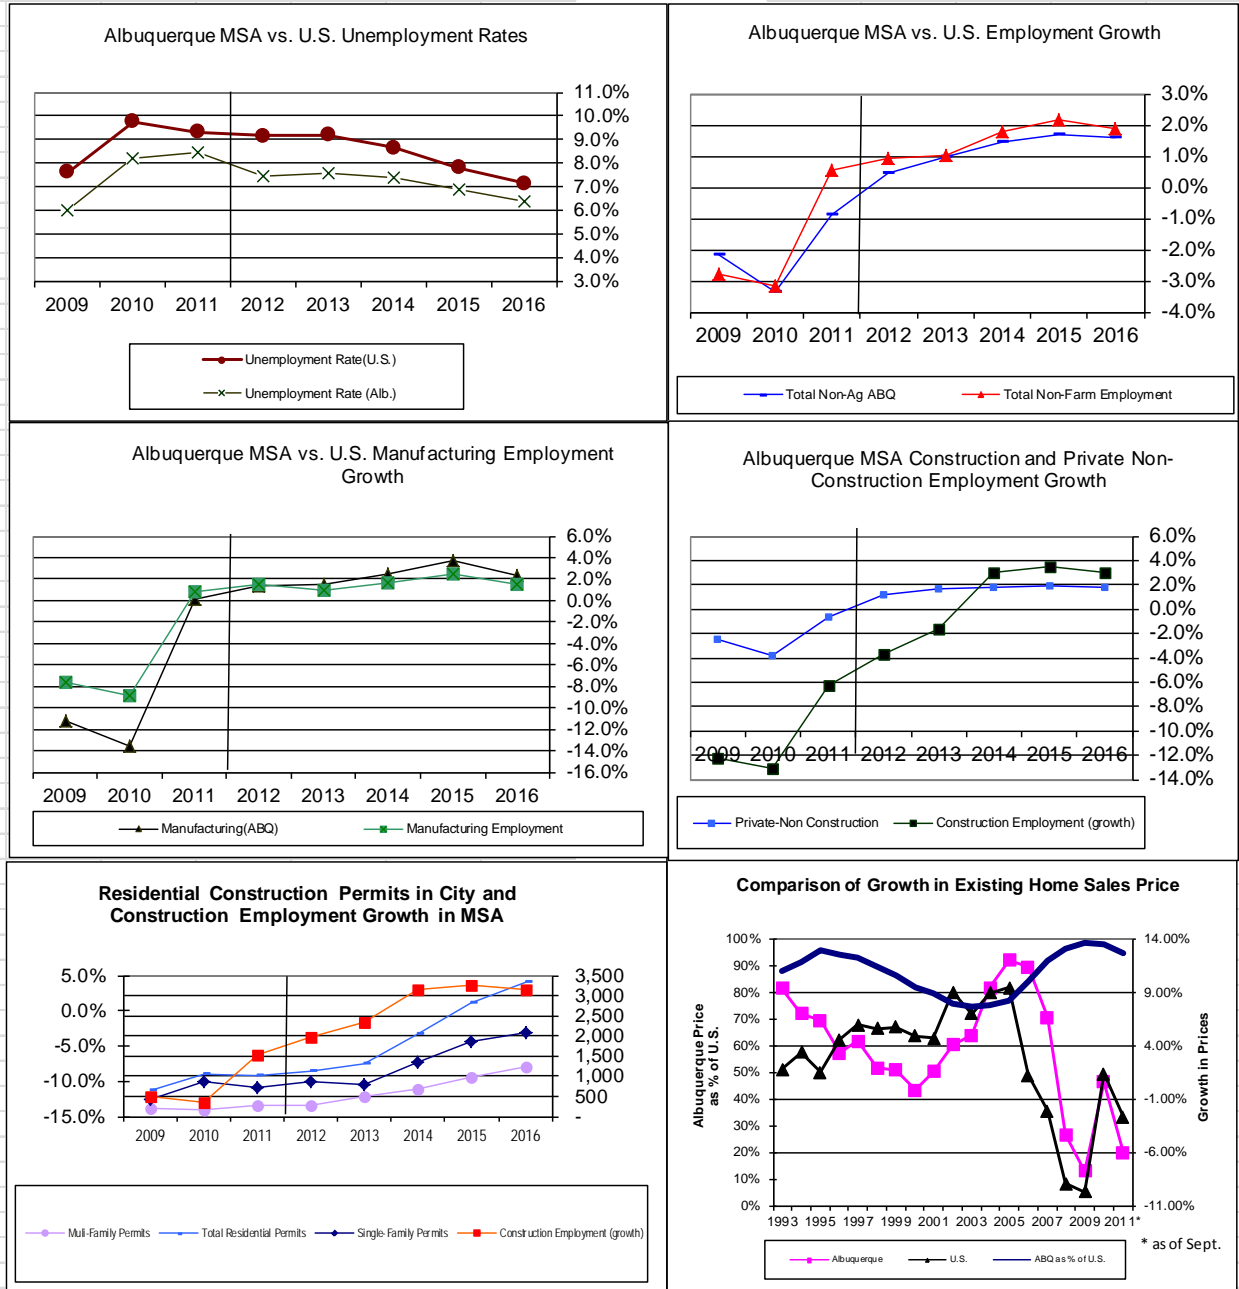 Albuquerque MSA vs. U.S. Unemployment Rates
11.0%
10.0%
9.0%
8.0%
7.0%
6.0%
5.0%
4.0%
3.0%
2009 2010 2011 2012 2013 2014 2015 2016
Unemployment Rate(U.S.)
Unemployment Rate (Alb.)
Albuquerque MSA vs. U.S. Employment Growth
3.0%
2.0%
1.0%
0.0%
-1.0%
-2.0%
-3.0%
-4.0%
2009 2010 2011 2012 2013 2014 2015 2016
Total Non-Ag ABQ Total Non-Farm Employment
Albuquerque MSA vs. U.S. Manufacturing Employment
Growth
6.0%
4.0%
2.0%
0.0%
-2.0%
-4.0%
-6.0%
-8.0%
-10.0%
-12.0%
-14.0%
-16.0%
2009 2010 2011 2012 2013 2014 2015 2016
Manufacturing(ABQ) Manufacturing Employment
Albuquerque MSA Construction and Private Non-
Construction Employment Growth
6.0%
4.0%
2.0%
0.0%
-2.0%
-4.0%
-6.0%
-8.0%
-10.0%
-12.0%
-14.0%
2009 2010 2011 2012 2013 2014 2015 2016
Private-Non Construction Construction Employment (growth)
Residential Construction Permits in City and
Construction Employment Growth in MSA
5.0%
0.0%
-5.0%
-10.0%
-15.0%
3,500
3,000
2,500
2,000
1,500
1,000
500
-
2009 2010 2011 2012 2013 2014 2015 2016
Muli-Family Permits Total Residential Permits Single-Family Permits Construction Employment (growth)
Comparison of Growth in Existing Home Sales Price
Albuquerque Price
as % of U.S.
100%
90%
80%
70%
60%
50%
40%
30%
20%
10%
0%
14.00%
9.00%
4.00%
-1.00%
-6.00%
-11.00%
Growth in Prices
1993 1995 1997 1999 2001 2003 2005 2007 2009 2011*
* as of Sept.
Albuquerque U.S. ABQ as % of U.S.